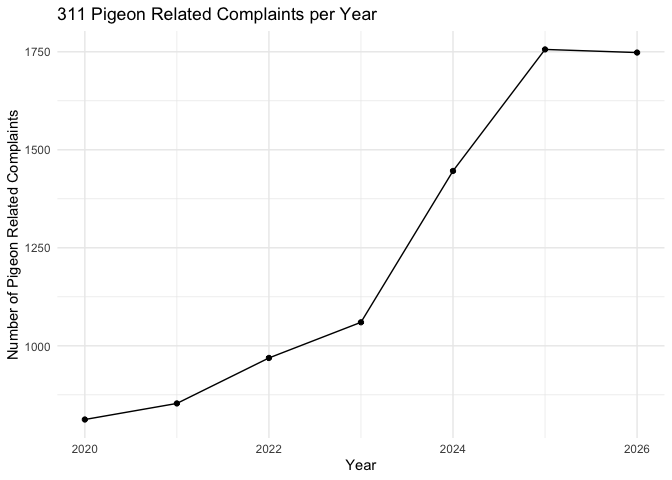 311 Pigeon Related Complaints per Year
Number of Pigeon Related Complaints
1750
1500
1250
1000
2020
2022
2024
2026
Year